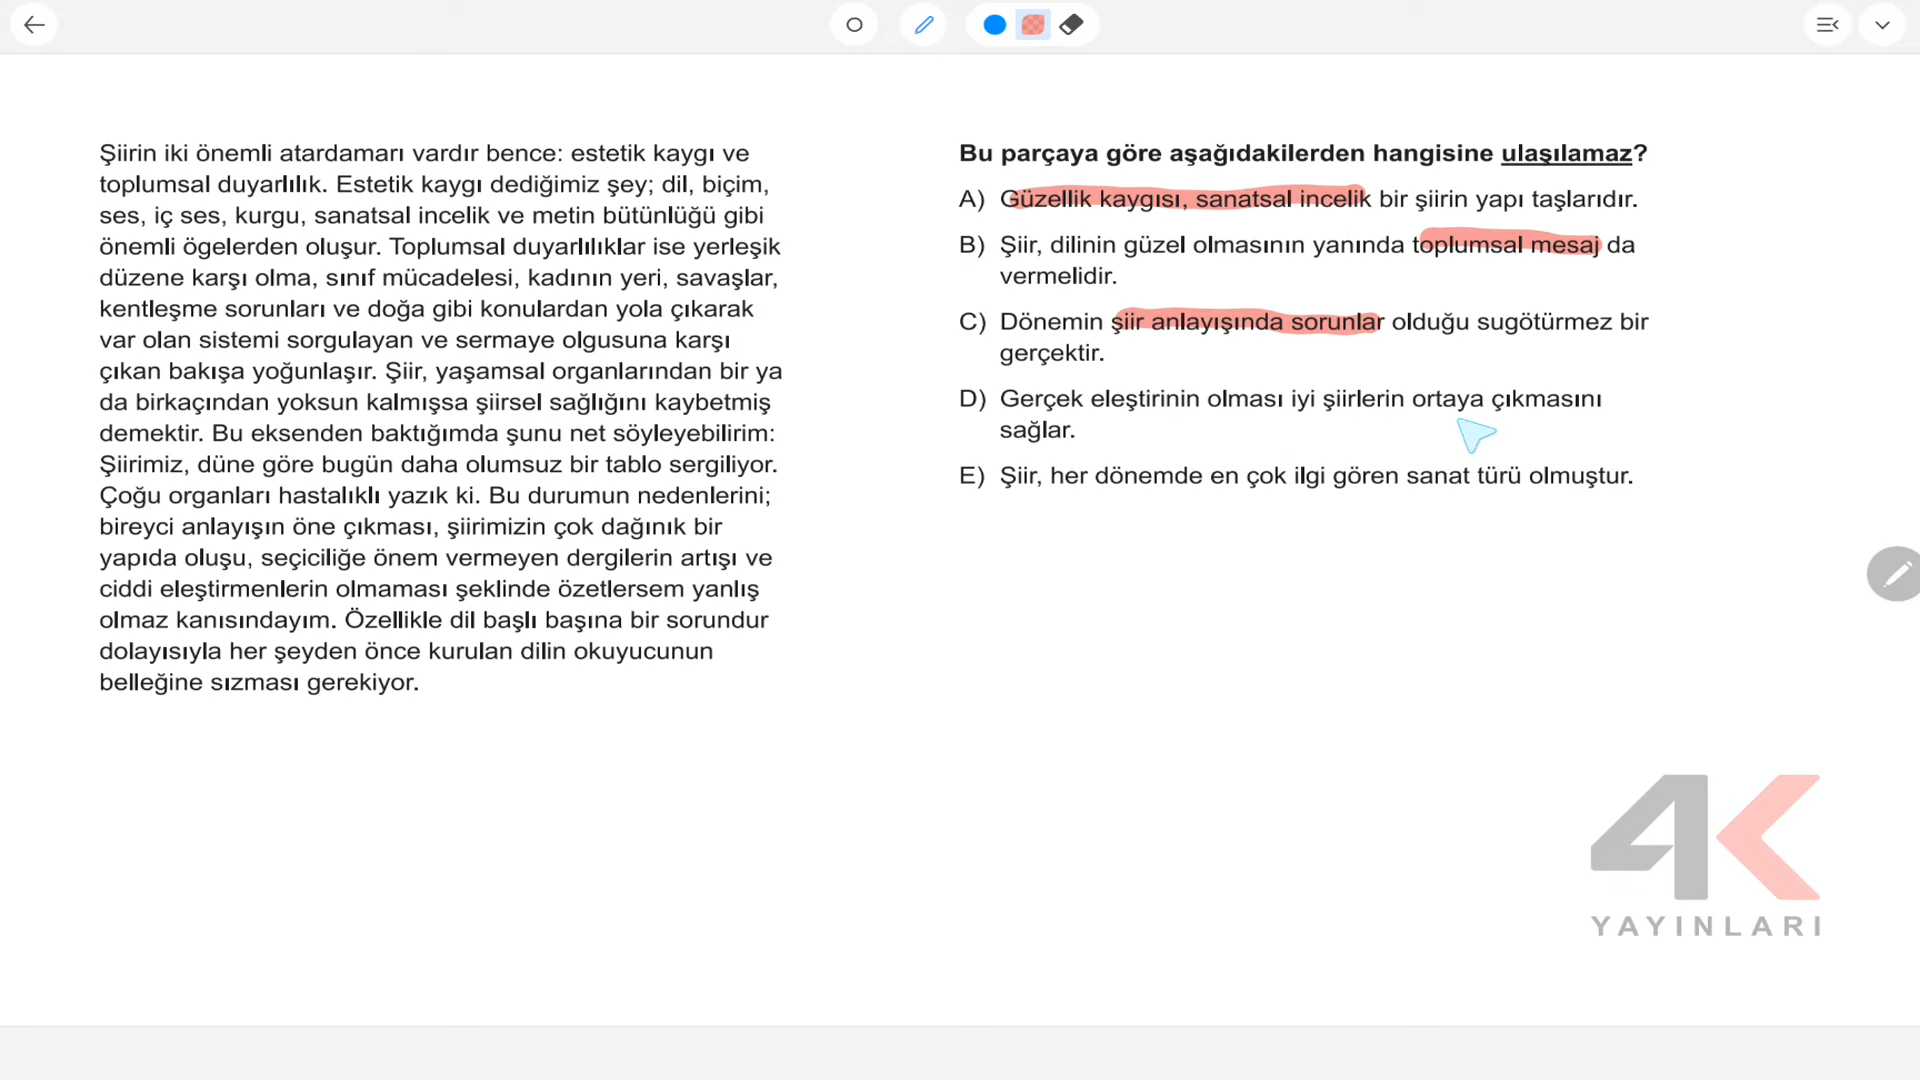 Şiirin iki önemli atardamarı vardır bence: estetik kaygı ve
toplumsal duyarlılık. Estetik kaygı dediğimiz şey; dil, biçim,
ses, iç ses, kurgu, sanatsal incelik ve metin bütünlüğü gibi
önemli ögelerden oluşur. Toplumsal duyarlılıklar ise yerleşik
düzene karşı olma, sınıf mücadelesi, kadının yeri, savaşlar,
kentleşme sorunları ve doğa gibi konulardan yola çıkarak
var olan sistemi sorgulayan ve sermaye olgusuna karşı
çıkan bakışa yoğunlaşır. Şiir, yaşamsal organlarından bir ya
da birkaçından yoksun kalmışsa şiirsel sağlığını kaybetmiş
demektir. Bu eksenden baktığımda şunu net söyleyebilirim:
Şiirimiz, düne göre bugün daha olumsuz bir tablo sergiliyor.
Çoğu organları hastalıklı yazık ki. Bu durumun nedenlerini;
bireyci anlayışın öne çıkması, şiirimizin çok dağınık bir
yapıda oluşu, seçiciliğe önem vermeyen dergilerin artışı ve
ciddi eleştirmenlerin olmaması şeklinde özetlersem yanlış
olmaz kanısındayım. Özellikle dil başlı başına bir sorundur
dolayısıyla her şeyden önce kurulan dilin okuyucunun
belleğine sızması gerekiyor.
Bu parçaya göre aşağıdakilerden hangisine ulaşılamaz?
A) Güzellik kaygısı, sanatsal incelik bir şiirin yapı taşlarıdır.
B) Şiir, dilinin güzel olmasının yanında toplumsal mesaj da
vermelidir.
C) Dönemin şiir anlayışında sorunlar olduğu sugötürmez bir
gerçektir.
D) Gerçek eleştirinin olması iyi şiirlerin ortaya çıkmasını
sağlar.
E) Şiir, her dönemde en çok ilgi gören sanat türü olmuştur.
4K
YAYINLARI